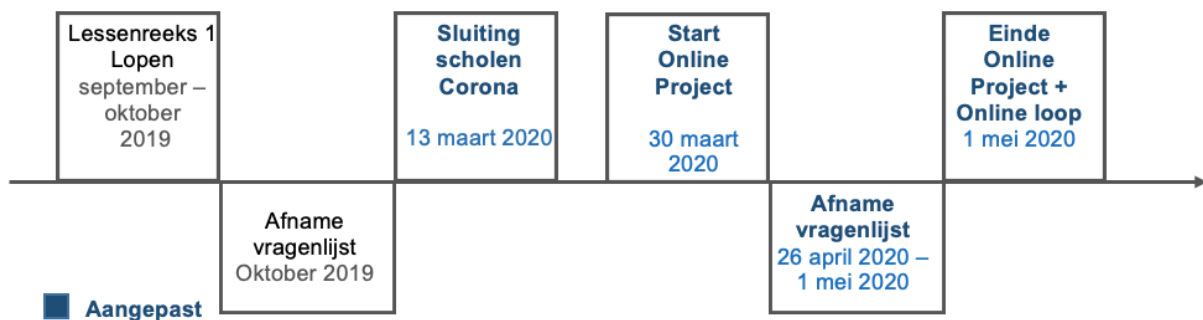 Lessenreeks 1
Lopen
september –
oktober
2019
Afname
vragenlijst
Oktober 2019
Sluiting
scholen
Corona
13 maart 2020
Start
Online
Project
30 maart
2020
Afname
vragenlijst
26 april 2020 –
1 mei 2020
Einde
Online
Project +
Online loop
1 mei 2020
Aangepast